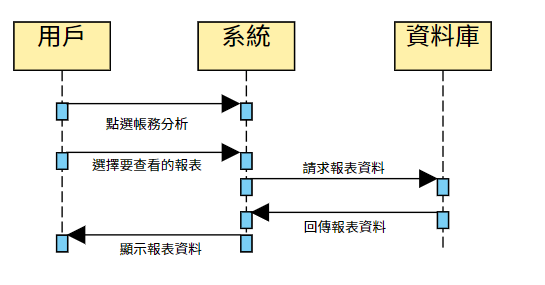 用戶
系統
資料庫
點選帳務分析
選擇要查看的報表
請求報表資料
回傳報表資料
顯示報表資料